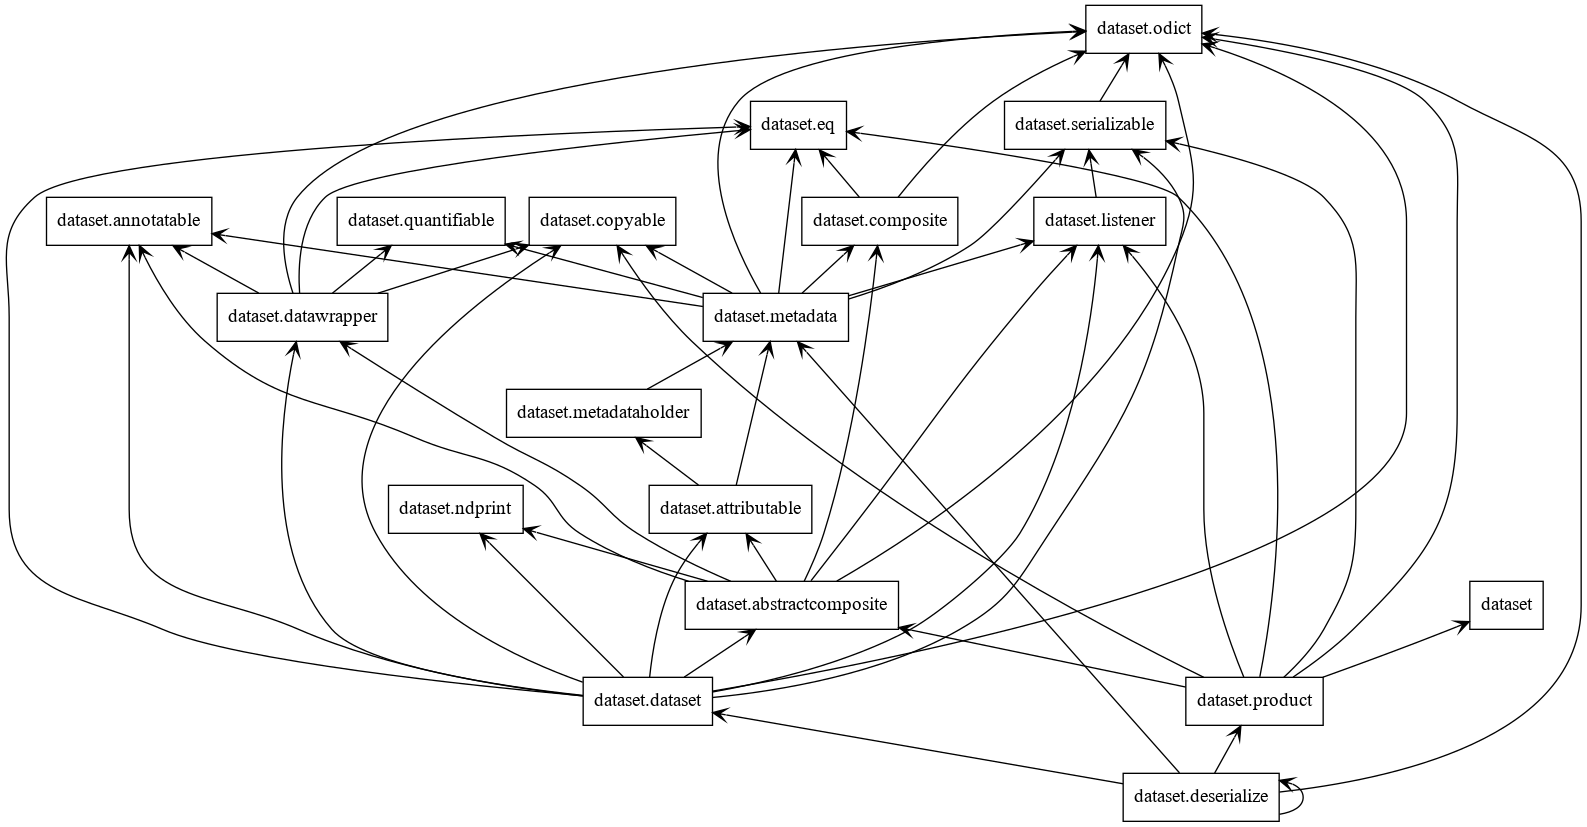 dataset.odict
dataset.eq
dataset.serializable
dataset.annotatable
dataset.quantifiable
dataset.copyable
dataset.composite
dataset.listener
dataset.datawrapper
dataset.metadata
dataset.metadataholder
dataset.ndprint
dataset.attributable
dataset.abstractcomposite
dataset
dataset.dataset
dataset.product
dataset.deserialize